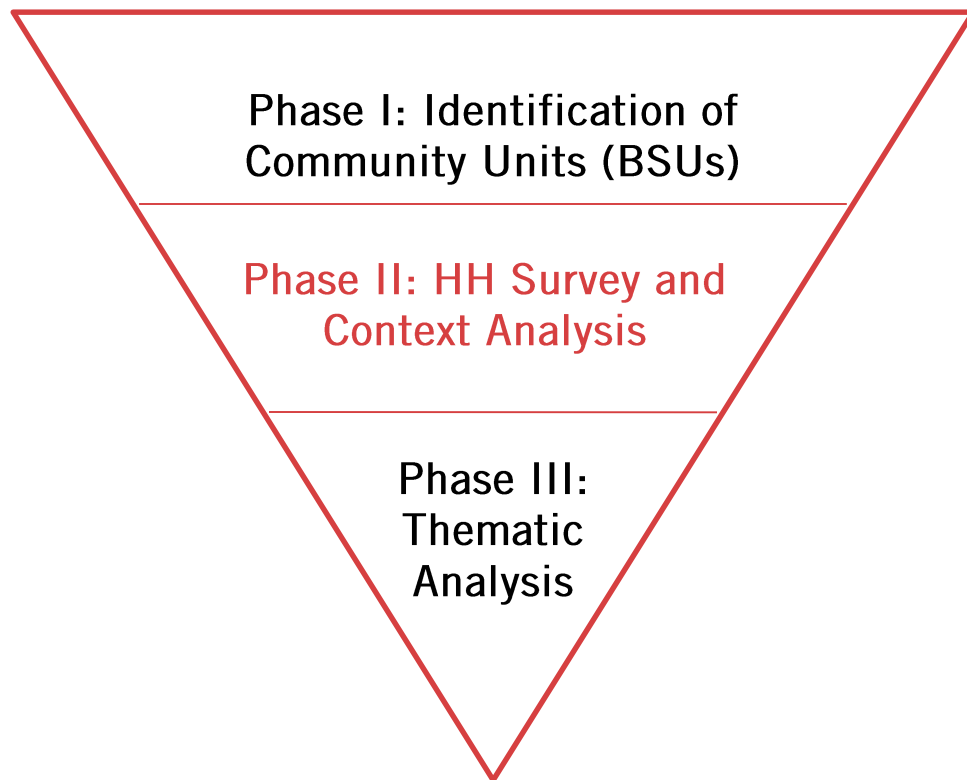 Phase I: Identification of
Community Units (BSUs)
Phase II: HH Survey and
Context Analysis
Phase III:
Thematic
Analysis